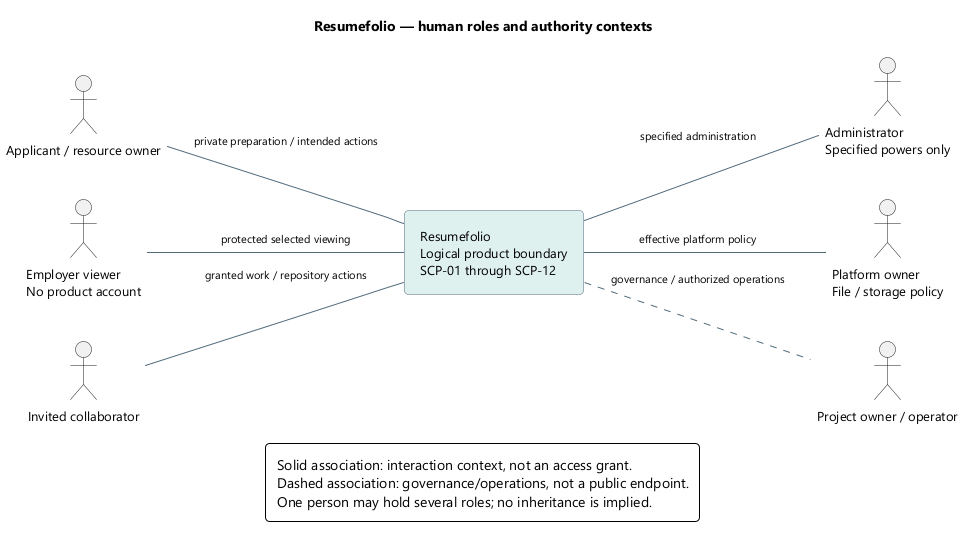 Resumefolio — human roles and authority contexts
Applicant / resource owner
private preparation / intended actions
specified administration
Administrator
Specified powers only
Employer viewer
No product account
protected selected viewing
Resumefolio
Logical product boundary
SCP-01 through SCP-12
effective platform policy
Platform owner
File / storage policy
granted work / repository actions
governance / authorized operations
Invited collaborator
Project owner / operator
Solid association: interaction context, not an access grant.
Dashed association: governance/operations, not a public endpoint.
One person may hold several roles; no inheritance is implied.